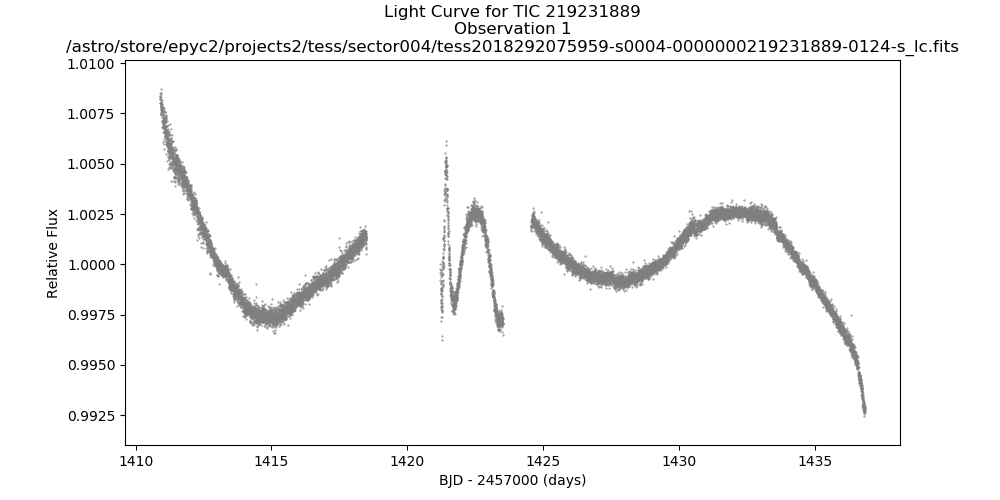 Light Curve for TIC 219231889
Observation 1
/astro/store/epyc2/projects2/tess/sector004/tess2018292075959-s0004-0000000219231889-0124-s_lc.fits
1.0100
1.0075
1.0050
1.0025
1.0000
0.9975
0.9950
0.9925
Relative Flux
1410 1415 1420 1425 1430 1435
BJD - 2457000 (days)